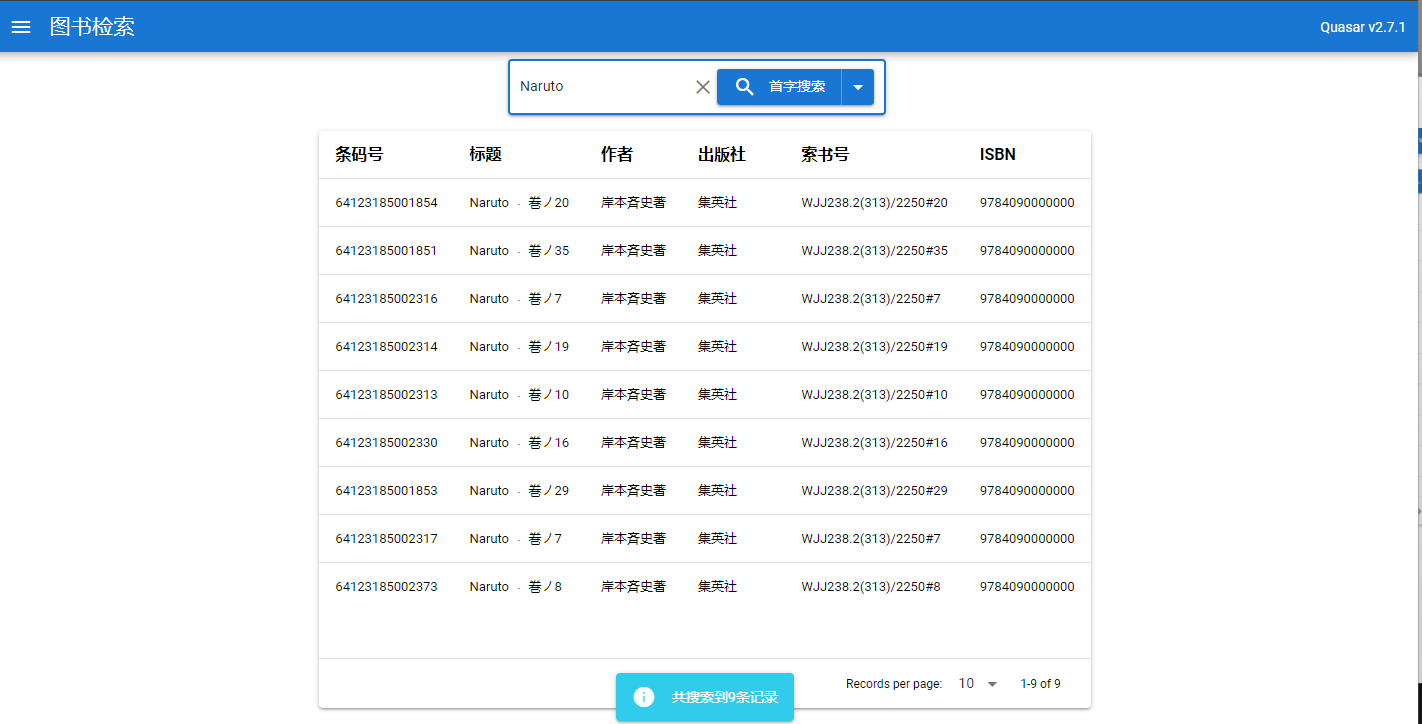 图书检索 Quasar v2.7.1
Naruto 首字搜索
条码号 标题 作者 出版社 索书号 ISBN
64123185001854 Naruto - 巻ノ20 岸本斉史著 集英社 WJJ238.2(313)/2250#20 9784090000000
64123185001851 Naruto - 巻ノ35 岸本斉史著 集英社 WJJ238.2(313)/2250#35 9784090000000
64123185002316 Naruto - 巻ノ7 岸本斉史著 集英社 WJJ238.2(313)/2250#7 9784090000000
64123185002314 Naruto - 巻ノ19 岸本斉史著 集英社 WJJ238.2(313)/2250#19 9784090000000
64123185002313 Naruto - 巻ノ10 岸本斉史著 集英社 WJJ238.2(313)/2250#10 9784090000000
64123185002330 Naruto - 巻ノ16 岸本斉史著 集英社 WJJ238.2(313)/2250#16 9784090000000
64123185001853 Naruto - 巻ノ29 岸本斉史著 集英社 WJJ238.2(313)/2250#29 9784090000000
64123185002317 Naruto - 巻ノ7 岸本斉史著 集英社 WJJ238.2(313)/2250#7 9784090000000
64123185002373 Naruto - 巻ノ8 岸本斉史著 集英社 WJJ238.2(313)/2250#8 9784090000000
Records per page: 10 1-9 of 9
共搜索到9条记录